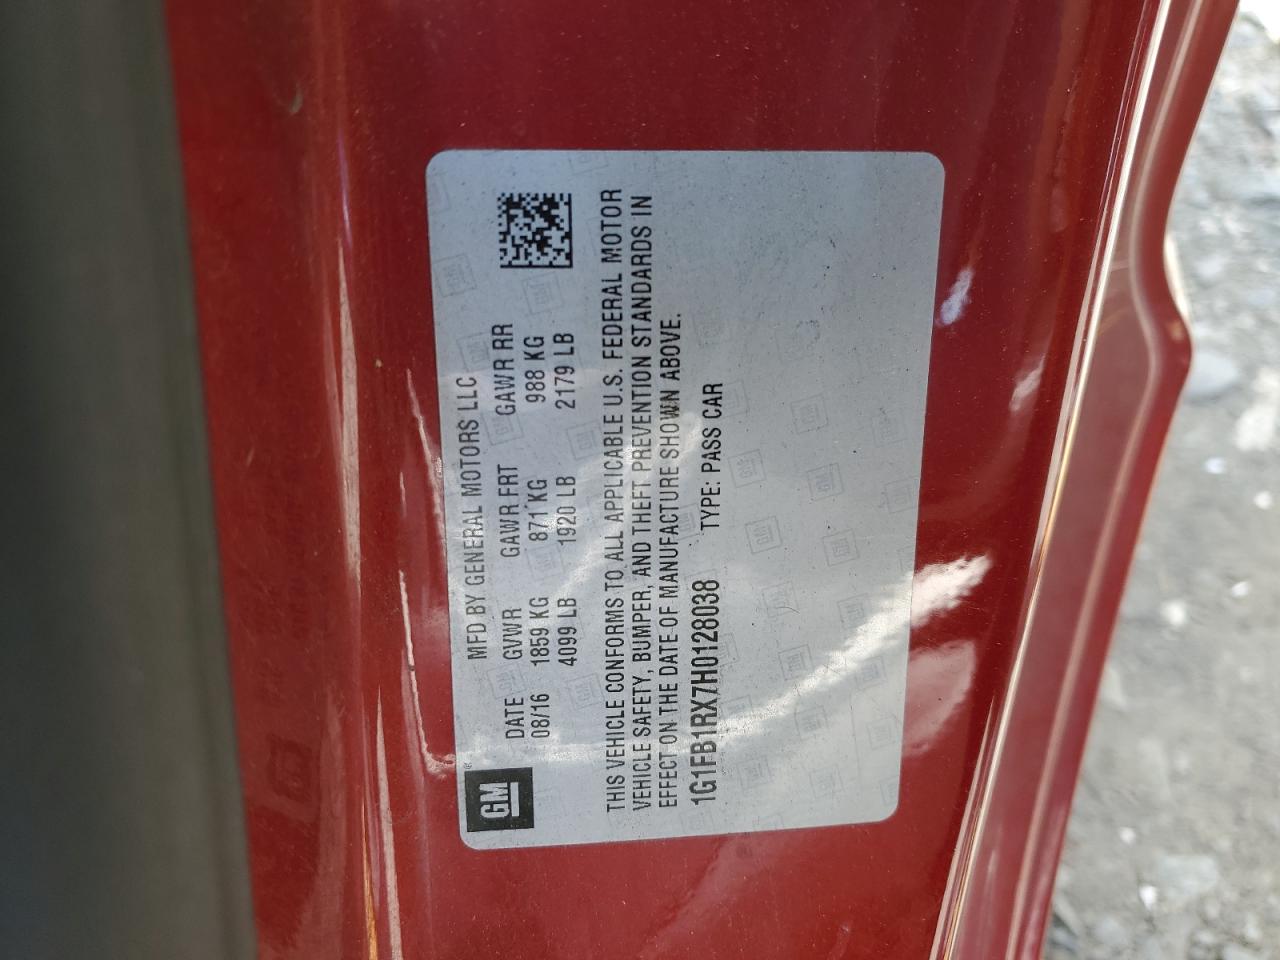 GM
MFD BY GENERAL MOTORS LLC
DATE GVWR GAWR FRT GAWR RR
08/16 1859 KG 871 KG 988 KG
4099 LB 1920 LB 2179 LB
THIS VEHICLE CONFORMS TO ALL APPLICABLE U.S. FEDERAL MOTOR
VEHICLE SAFETY, BUMPER, AND THEFT PREVENTION STANDARDS IN
EFFECT ON THE DATE OF MANUFACTURE SHOWN ABOVE.
1G1FB1RX7H0128038 TYPE: PASS CAR